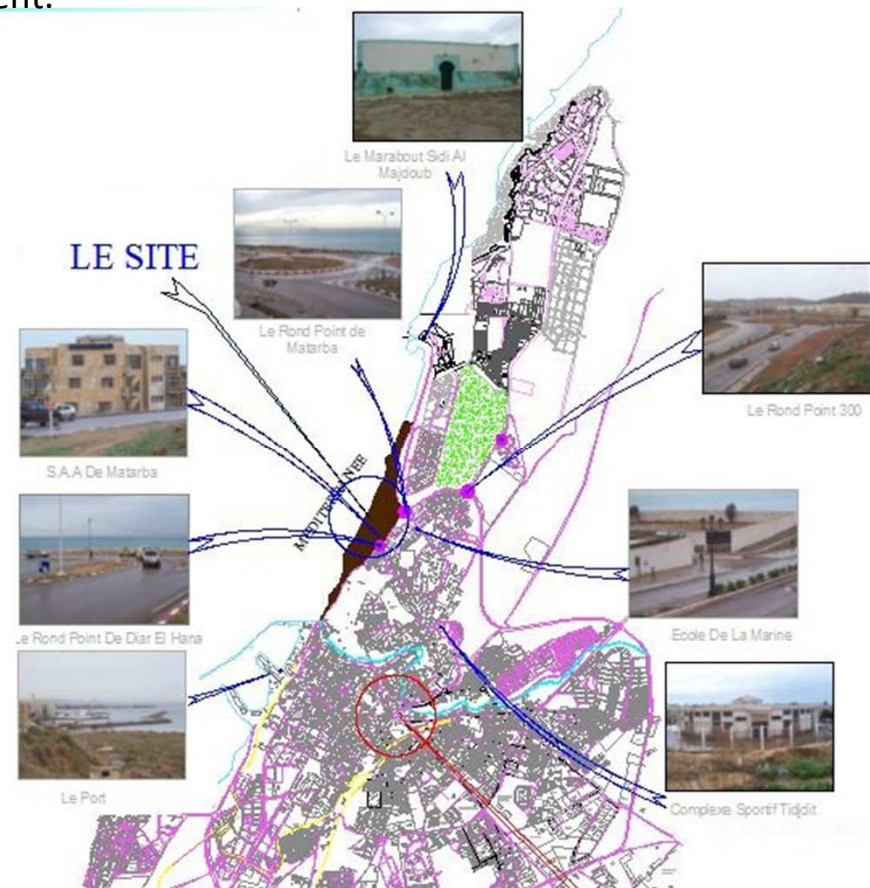 ent.
Le Marabout Sidi Al
Majdoub
LE SITE
Le Rond Point de
Matarba
Le Rond Point 300
S.A.A De Matarba
MEDITERRANEE
Ecole De La Marine
Le Rond Point De Diar El Hana
Le Port
Complexe Sportif Tidjdit